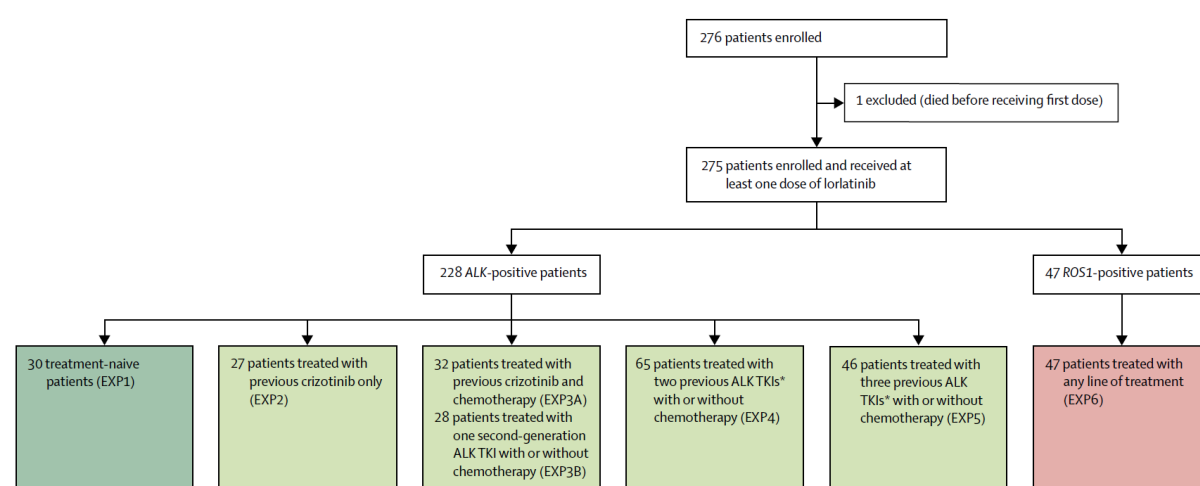 276 patients enrolled
1 excluded (died before receiving first dose)
275 patients enrolled and received at
least one dose of lorlatinib
228 ALK-positive patients
47 ROS1-positive patients
30 treatment-naive
patients (EXP1)
27 patients treated with
previous crizotinib only
(EXP2)
32 patients treated with
previous crizotinib and
chemotherapy (EXP3A)
28 patients treated with
one second-generation
ALK TKI with or without
chemotherapy (EXP3B)
65 patients treated with
two previous ALK TKIs*
with or without
chemotherapy (EXP4)
46 patients treated with
three previous ALK
TKIs* with or without
chemotherapy (EXP5)
47 patients treated with
any line of treatment
(EXP6)